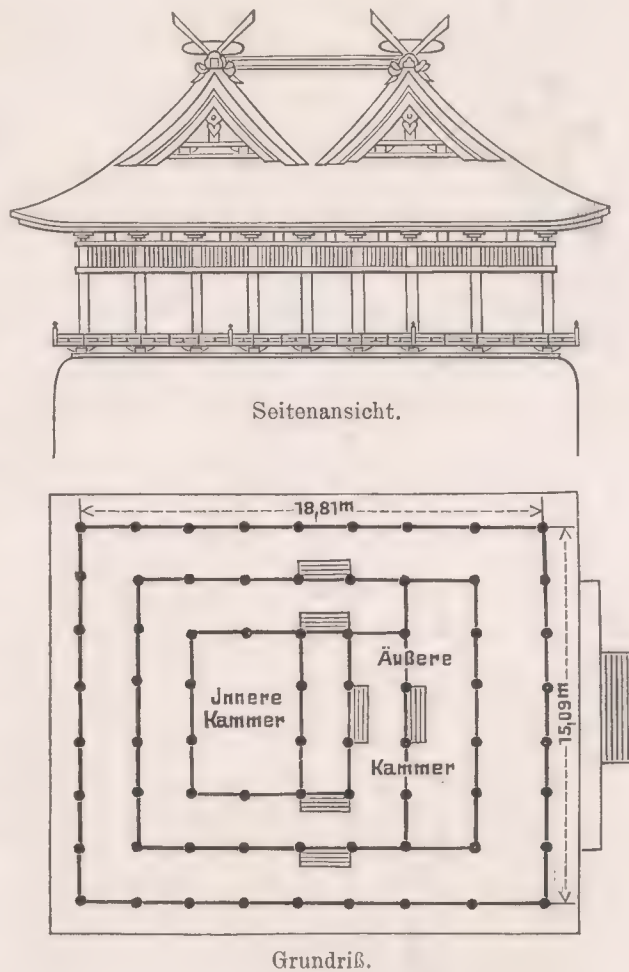 Seitenansicht.
18,81m
Äußere
Jnnere
Kammer
15,09m
Kammer
Grundriß.